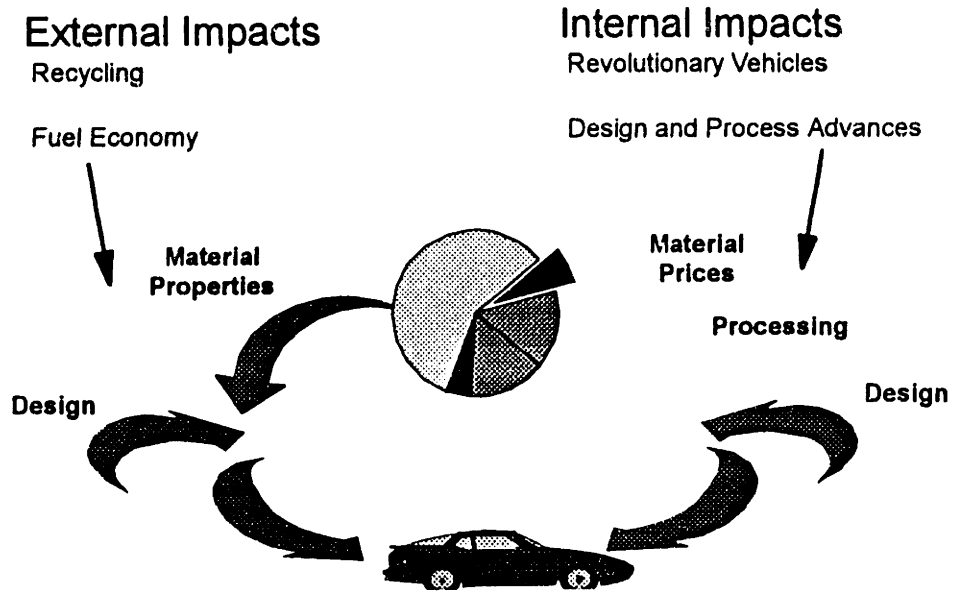 External Impacts
Recycling
Fuel Economy
Internal Impacts
Revolutionary Vehicles
Design and Process Advances
Material
Properties
Material
Prices
Processing
Design
Design